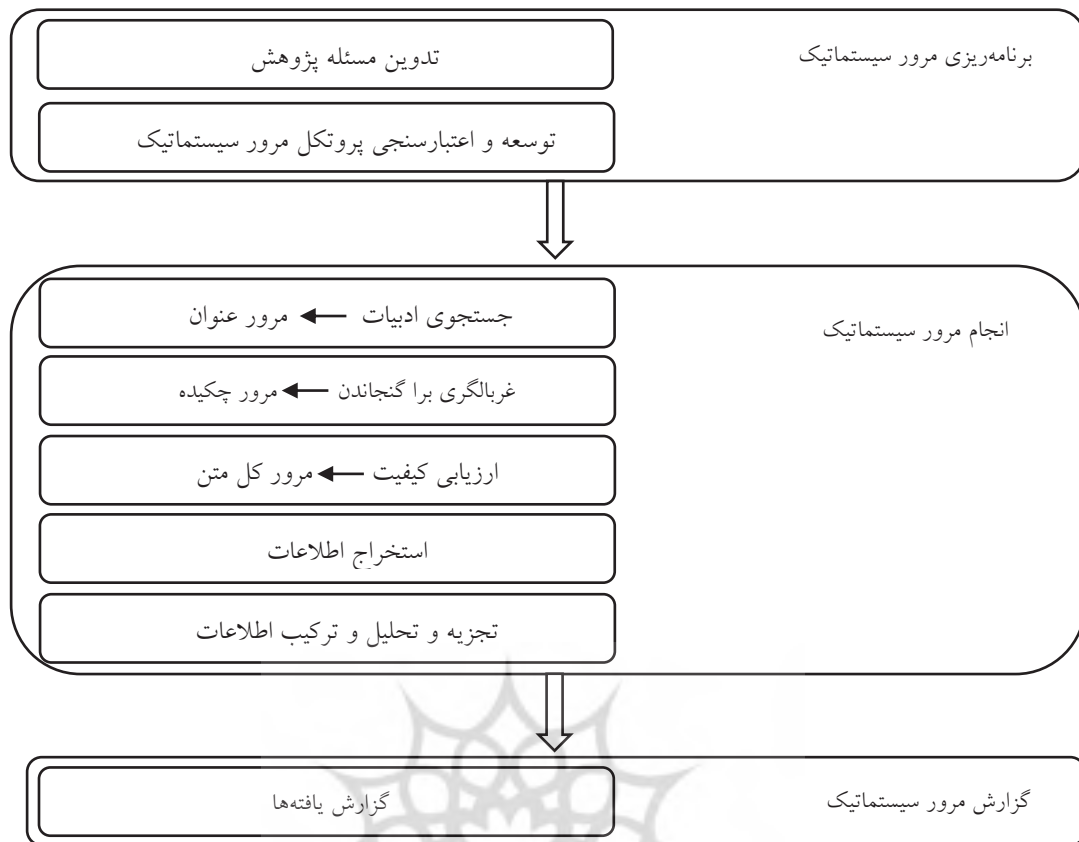 برنامه‌ریزی مرور سیستماتیک
تدوین مسئله پژوهش
توسعه و اعتبارسنجی پروتکل مرور سیستماتیک
انجام مرور سیستماتیک
جستجوی ادبیات ← مرور عنوان
غربالگری برا گنجاندن ← مرور چکیده
ارزیابی کیفیت ← مرور کل متن
استخراج اطلاعات
تجزیه و تحلیل و ترکیب اطلاعات
گزارش مرور سیستماتیک
گزارش یافته‌ها